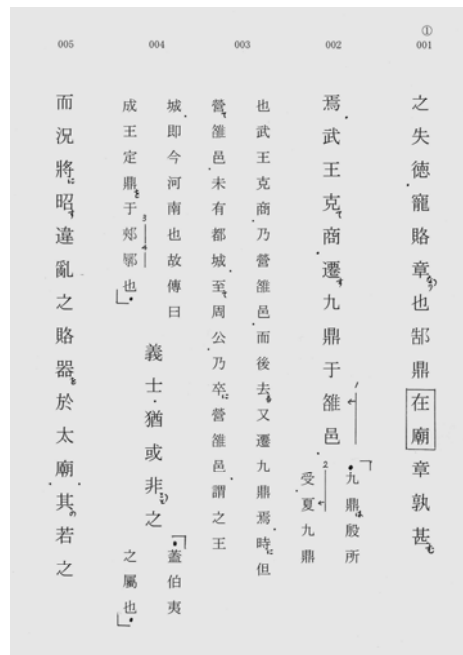 ①
001
之失徳寵賂章也郜鼎在廟章孰甚
002
焉武王克商遷九鼎于雒邑
九鼎殷所
受夏九鼎
003
也武王克商乃營雒邑而後去又遷九鼎焉時但
營雒邑未有都城至周公乃卒營雒邑謂之王
004
城即今河南也故傳曰
成王定鼎于郟鄏也
義士猶或非之
蓋伯夷
之屬也
005
而況將昭違亂之賂器於太廟其若之